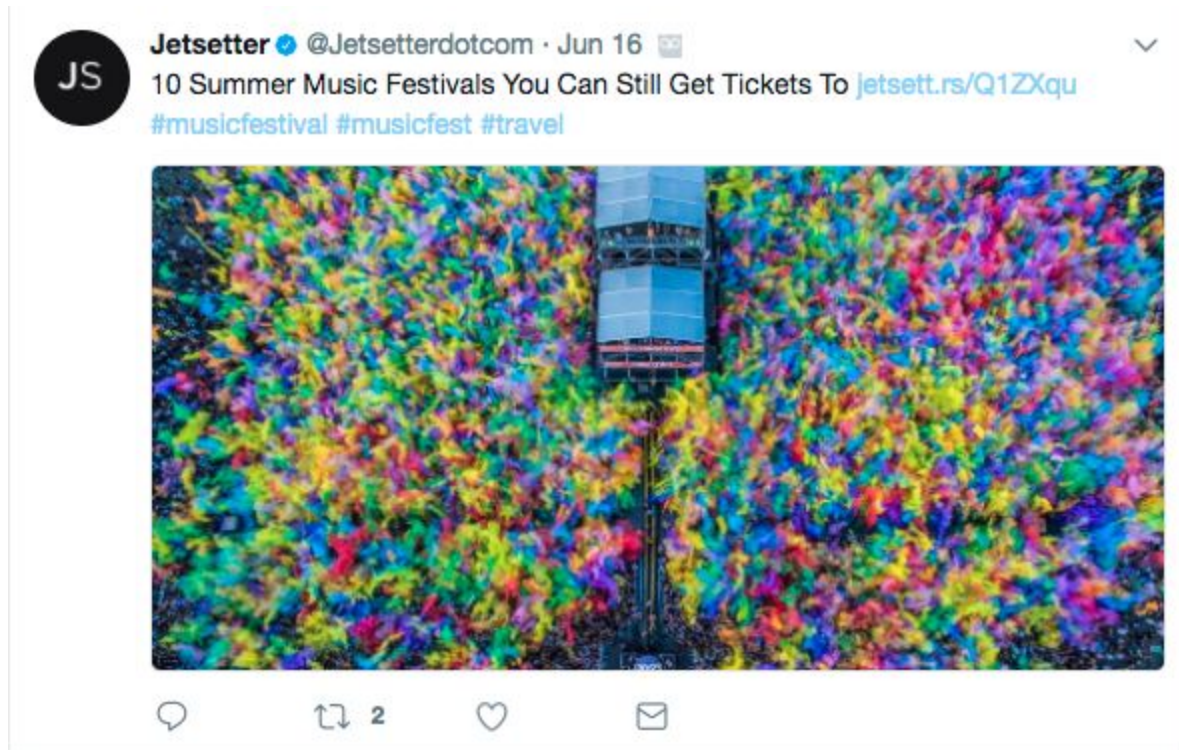 JS
Jetsetter @Jetsetterdotcom · Jun 16
10 Summer Music Festivals You Can Still Get Tickets To jetsett.rs/Q1ZXqu
#musicfestival #musicfest #travel
2